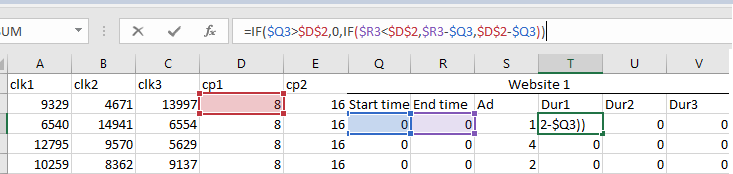 SUM =IF($Q3>$D$2,0,IF($R3<$D$2,$R3-$Q3,$D$2-$Q3))
A B C D E Q R S T U V
clk1 clk2 clk3 cp1 cp2 Website 1
9329 4671 13997 8 16 Start time End time Ad Dur1 Dur2 Dur3
6540 14941 6554 8 16 0 0 1 2-$Q3)) 0 0
12795 9570 5629 8 16 0 0 4 0 0 0
10259 8362 9137 8 16 0 0 2 0 0 0